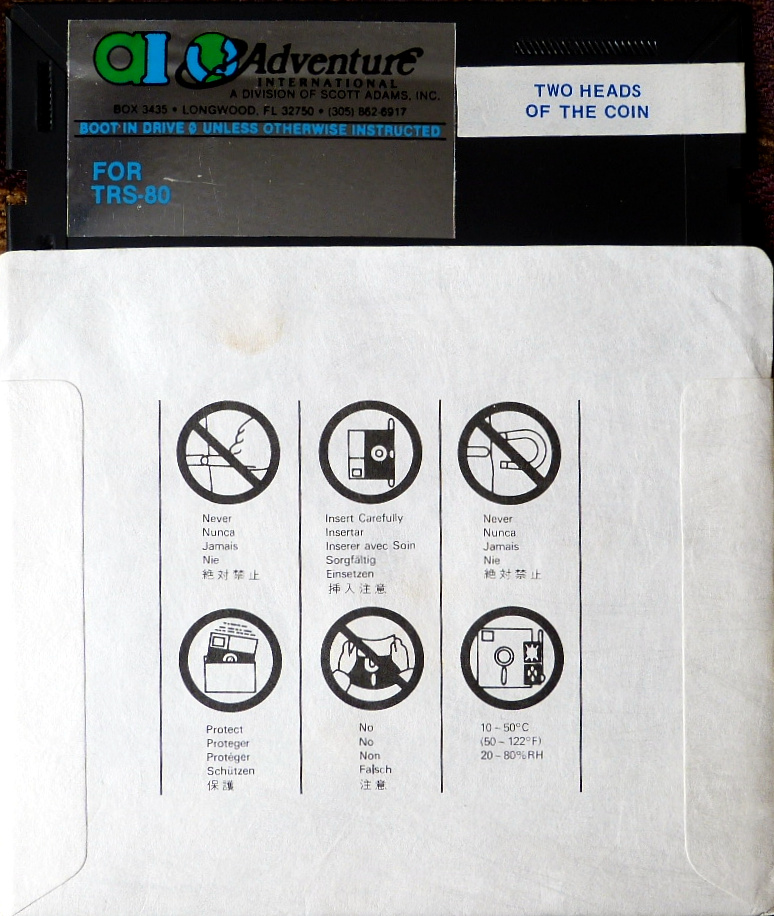 ai Adventure
INTERNATIONAL
A DIVISION OF SCOTT ADAMS, INC.
BOX 3435 • LONGWOOD, FL 32750 • (305) 862-6917
BOOT IN DRIVE 0 UNLESS OTHERWISE INSTRUCTED
FOR
TRS-80
TWO HEADS
OF THE COIN
Never
Nunca
Jamais
Nie
絶対禁止
Insert Carefully
Insertar
Inserer avec Soin
Sorgfältig
Einsetzen
挿入注意
Never
Nunca
Jamais
Nie
絶対禁止
Protect
Proteger
Protéger
Schützen
保護
No
No
Non
Falsch
注意
10~50°C
(50~122°F)
20~80%RH